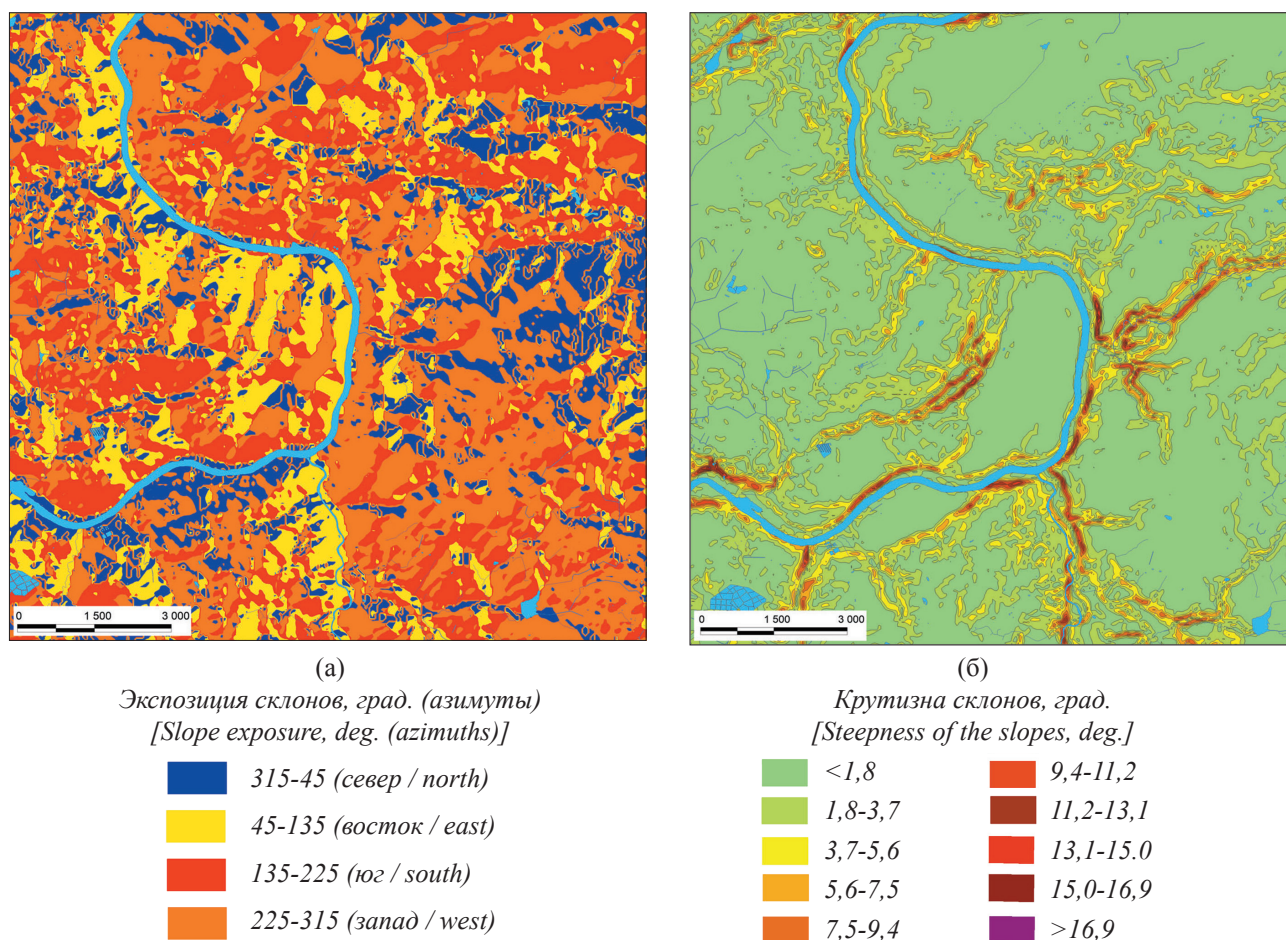 0 1 500 3 000
0 1 500 3 000
(а)
Экспозиция склонов, град. (азимуты)
[Slope exposure, deg. (azimuths)]
315-45 (север / north)
45-135 (восток / east)
135-225 (юг / south)
225-315 (запад / west)
(б)
Крутизна склонов, град.
[Steepness of the slopes, deg.]
<1,8
1,8-3,7
3,7-5,6
5,6-7,5
7,5-9,4
9,4-11,2
11,2-13,1
13,1-15.0
15,0-16,9
>16,9